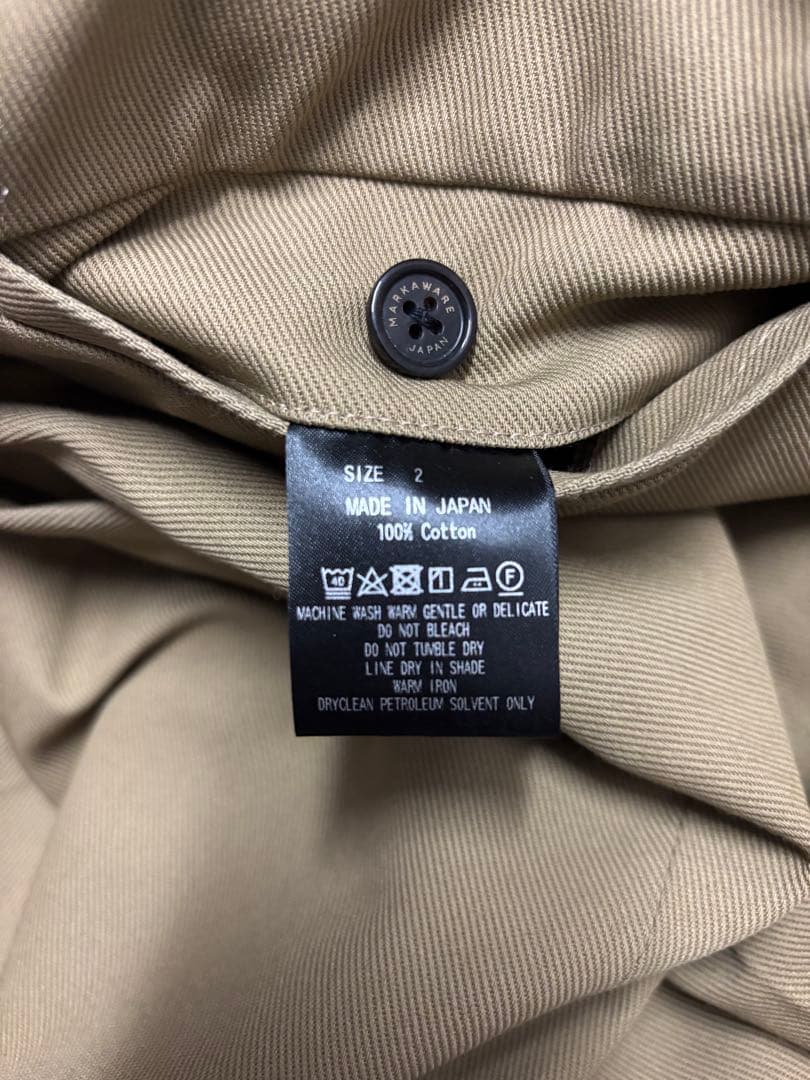 MARKAWARE
JAPAN
SIZE 2
MADE IN JAPAN
100% Cotton
40 F
MACHINE WASH WARM GENTLE OR DELICATE
DO NOT BLEACH
DO NOT TUMBLE DRY
LINE DRY IN SHADE
WARM IRON
DRYCLEAN PETROLEUM SOLVENT ONLY